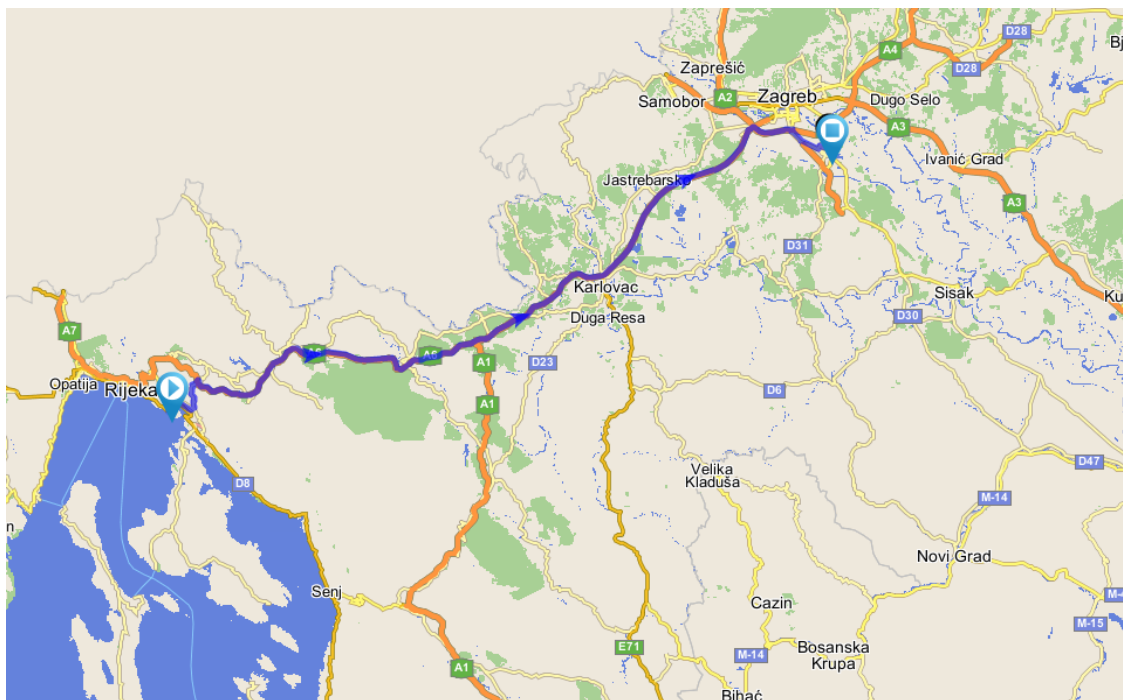 D28
Bj
A4
D28
Zaprešić
A2
Zagreb
Samobor
Dugo Selo
A3
Ivanić Grad
Jastrebarsko
A3
D31
Karlovac
Sisak
Ku
Duga Resa
D30
A7
A6
A6
A1
D23
Opatija
Rijeka
D6
A1
D47
Velika
Kladuša
D8
M-14
n
Novi Grad
Senj
Cazin
M-4
M-15
E71
M-14
Bosanska
Krupa
A1
Bihać